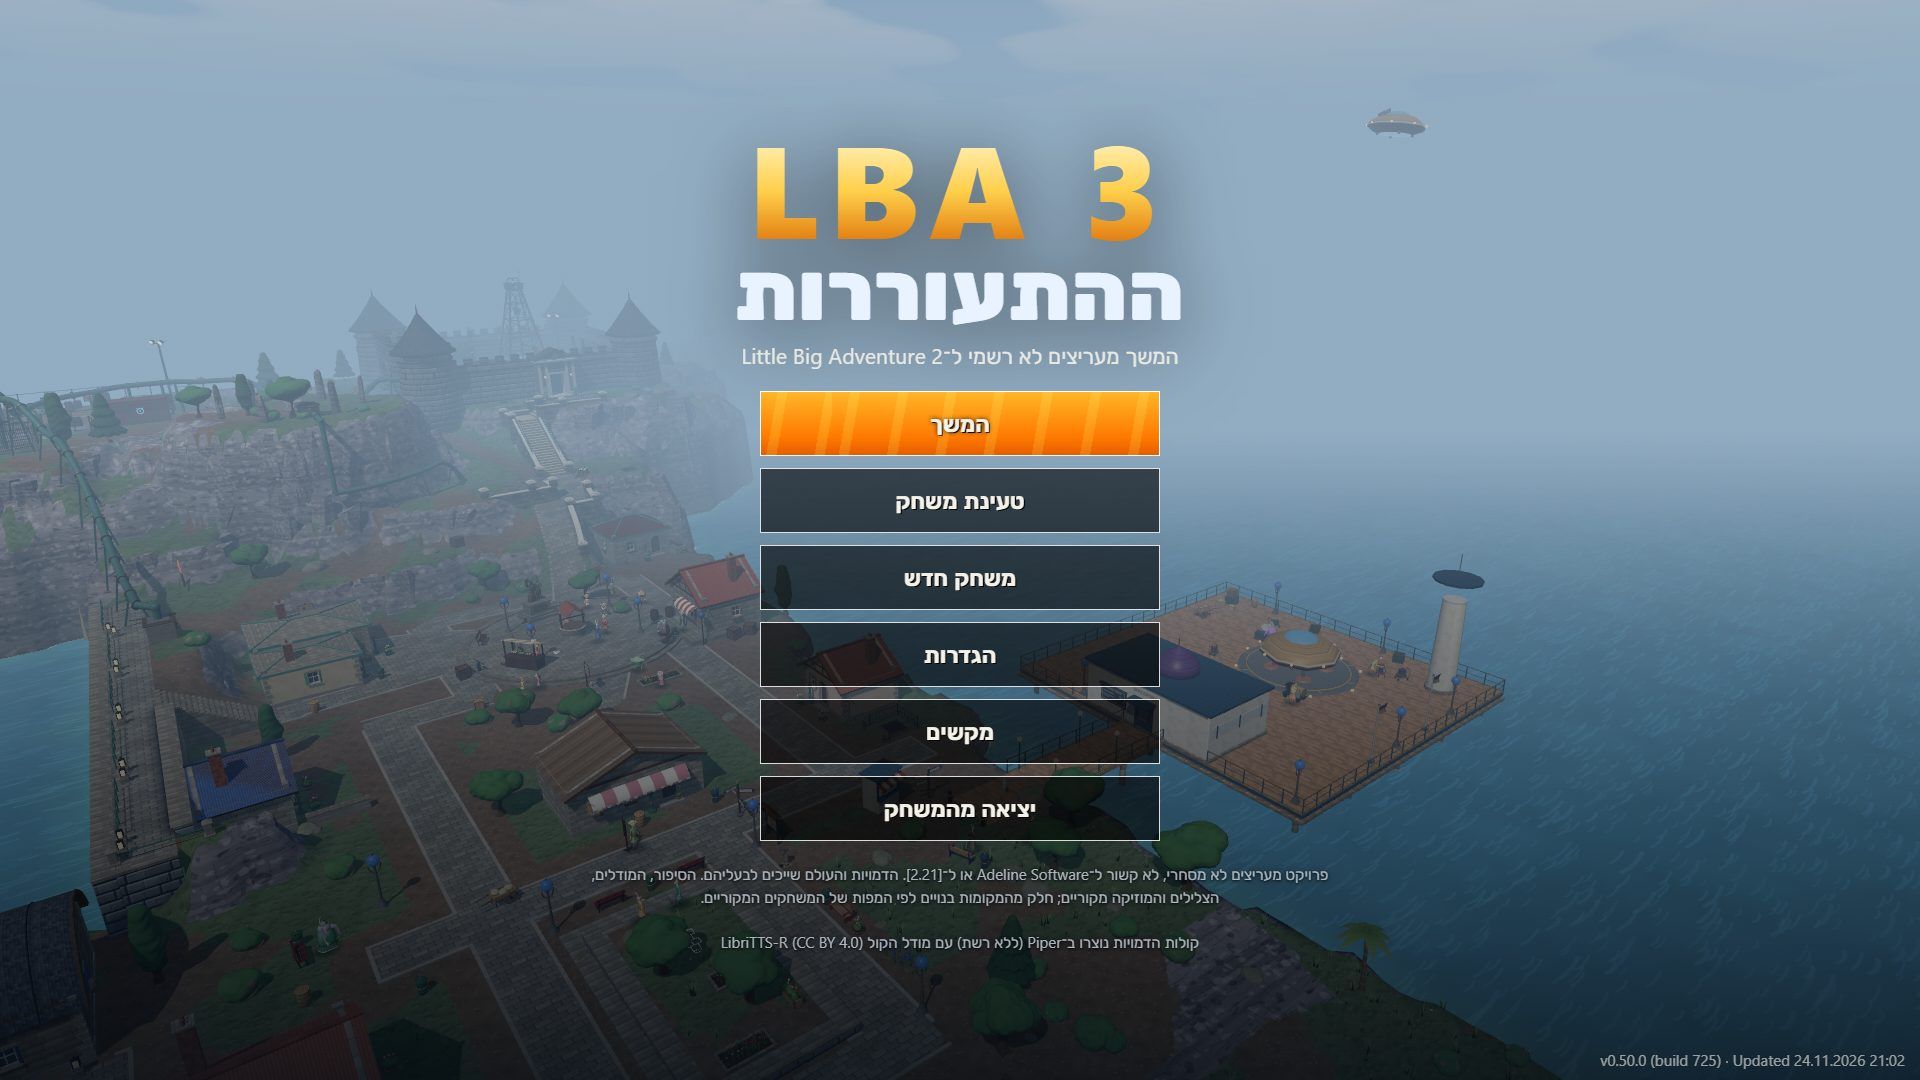 LBA 3
ההתעוררות
המשך מעריצים לא רשמי ל־Little Big Adventure 2
המשך
טעינת משחק
משחק חדש
הגדרות
מקשים
יציאה מהמשחק
פרויקט מעריצים לא מסחרי, לא קשור ל־Adeline Software או ל־[2.21]. הדמויות והעולם שייכים לבעליהם. הסיפור, המודלים,
הצלילים והמוזיקה מקוריים; חלק מהמקומות בנויים לפי המפות של המשחקים המקוריים.
קולות הדמויות נוצרו ב־Piper (ללא רשת) עם מודל הקול LibriTTS-R (CC BY 4.0)
v0.50.0 (build 725) · Updated 24.11.2026 21:02